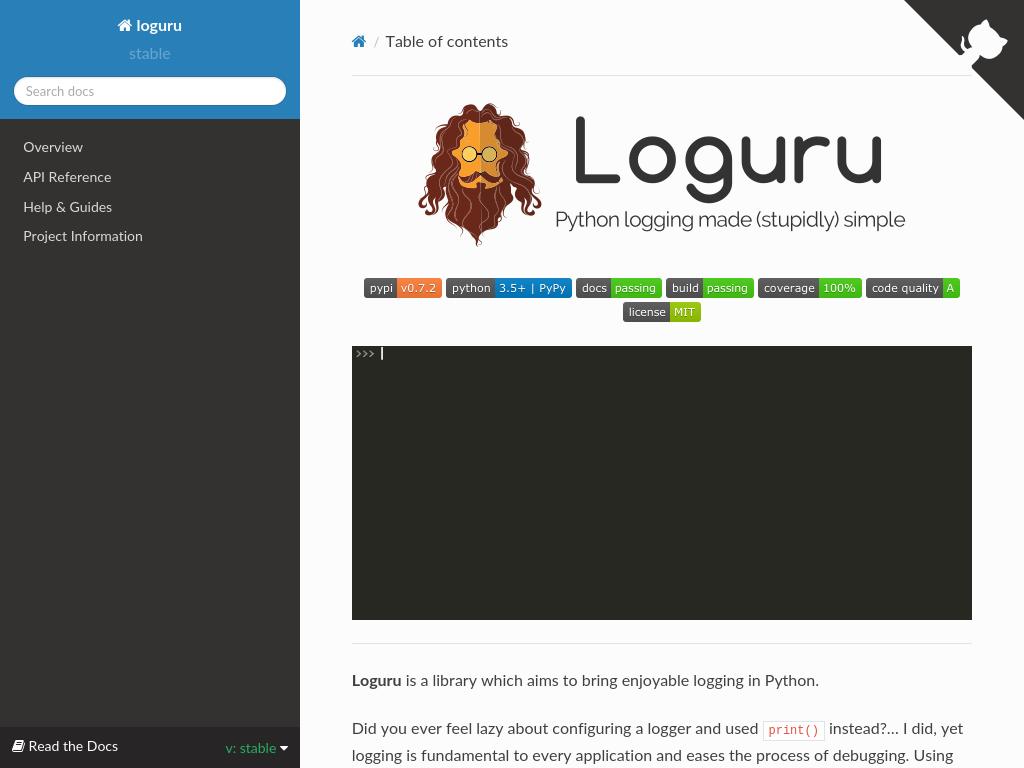 loguru
stable
Search docs
Overview
API Reference
Help & Guides
Project Information
Read the Docs
v: stable
/ Table of contents
Loguru
Python logging made (stupidly) simple
pypi v0.7.2 python 3.5+ | PyPy docs passing build passing coverage 100% code quality A
license MIT
>>>
Loguru is a library which aims to bring enjoyable logging in Python.
Did you ever feel lazy about configuring a logger and used print() instead?... I did, yet
logging is fundamental to every application and eases the process of debugging. Using